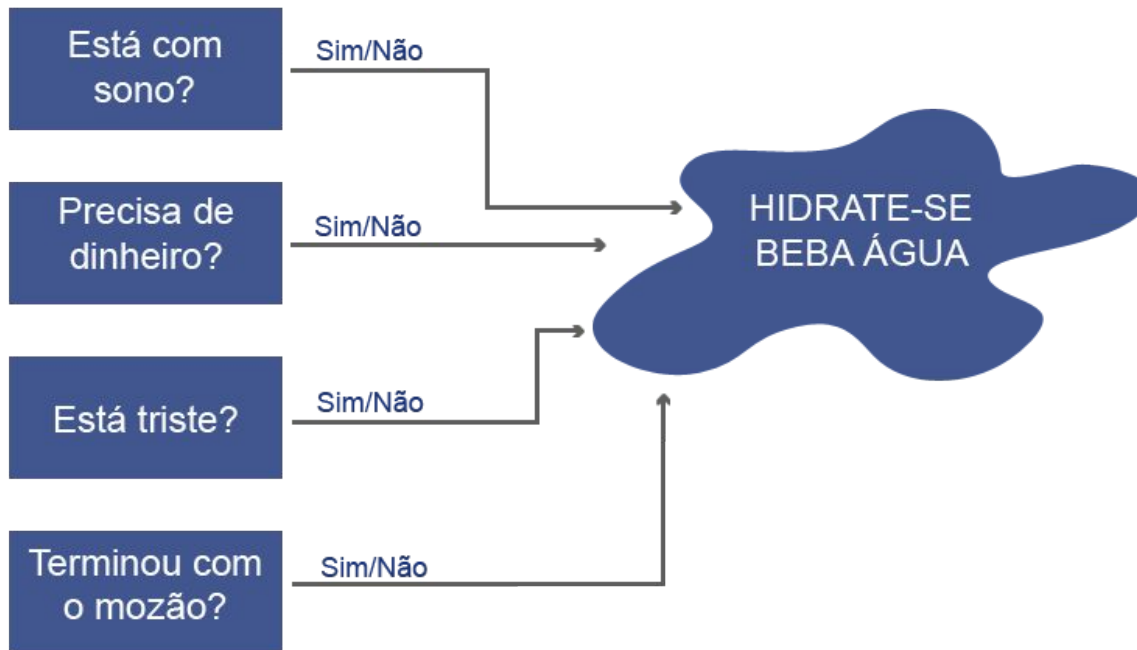 Está com
sono?
Sim/Não
Precisa de
dinheiro?
Sim/Não
Está triste?
Sim/Não
Terminou com
o mozão?
Sim/Não
HIDRATE-SE
BEBA ÁGUA